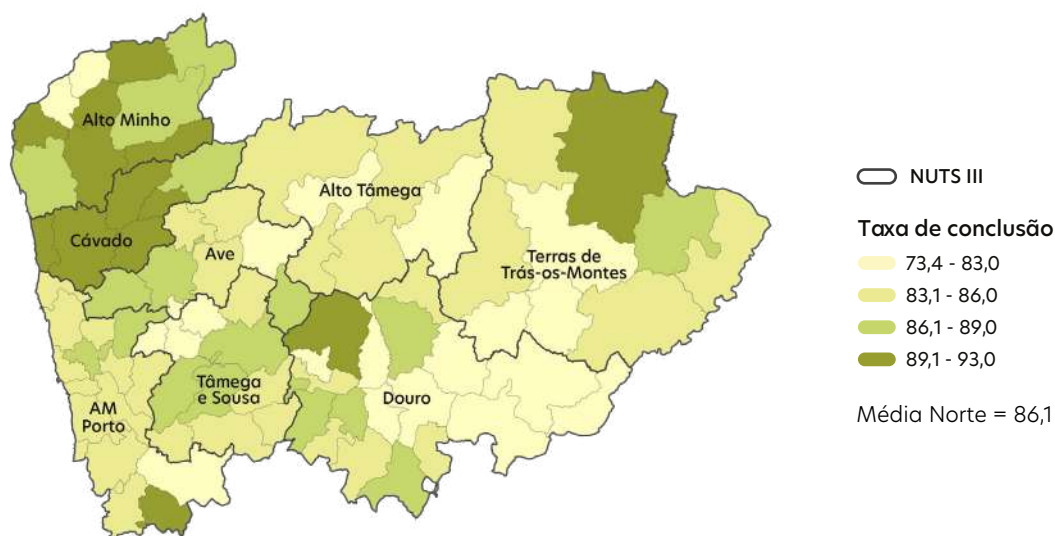 Alto Minho
Cávado
Ave
Alto Tâmega
Terras de
Trás-os-Montes
Tâmega
e Sousa
AM
Porto
Douro
NUTS III
Taxa de conclusão
73,4 - 83,0
83,1 - 86,0
86,1 - 89,0
89,1 - 93,0
Média Norte = 86,1